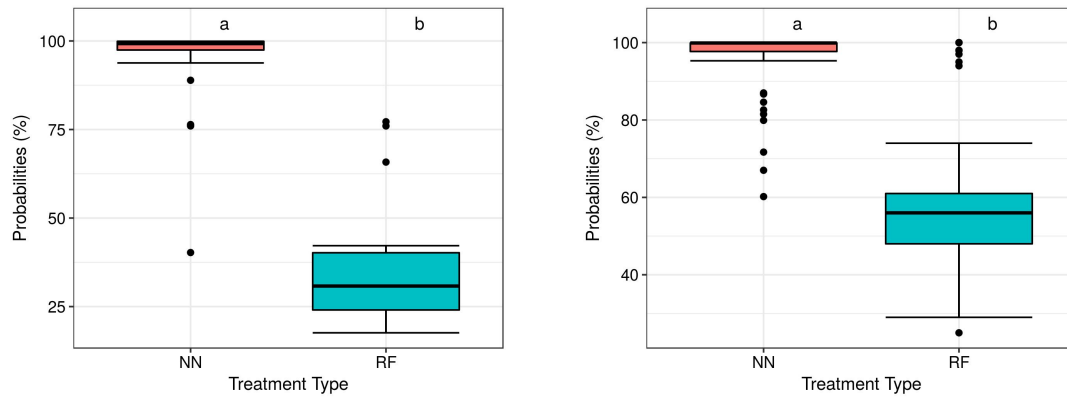 a b
100
75
50
25
Probabilities (%)
NN RF
Treatment Type
a b
100
80
60
40
Probabilities (%)
NN RF
Treatment Type